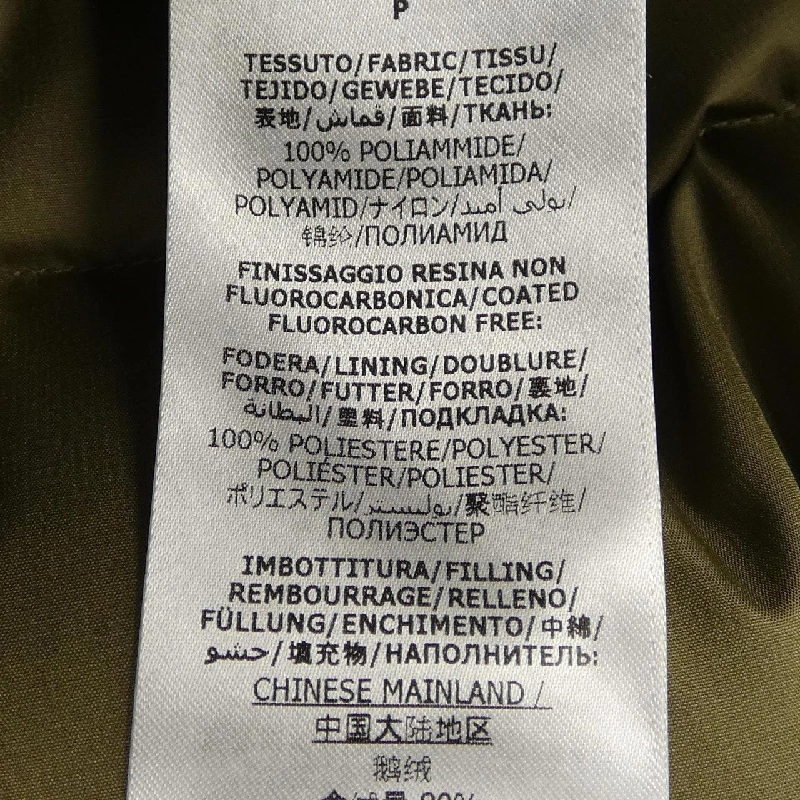 P
TESSUTO/FABRIC/TISSU/
TEJIDO/GEWEBE/TECIDO/
表地/قماش/面料/ТКАНЬ:
100% POLIAMMIDE/
POLYAMIDE/POLIAMIDA/
POLYAMID/ナイロン/بولي أميد/
锦纶/ПОЛИАМИД
FINISSAGGIO RESINA NON
FLUOROCARBONICA/COATED
FLUOROCARBON FREE:
FODERA/LINING/DOUBLURE/
FORRO/FUTTER/FORRO/裏地/
البطانة/里料/ПОДКЛАДКА:
100% POLIESTERE/POLYESTER/
POLIÉSTER/POLIESTER/
ポリエステル/بوليستر/聚酯纤维/
ПОЛИЭСТЕР
IMBOTTITURA/FILLING/
REMBOURRAGE/RELLENO/
FÜLLUNG/ENCHIMENTO/中綿/
حشو/填充物/НАПОЛНИТЕЛЬ:
CHINESE MAINLAND /
中国大陆地区
鹅绒
90%